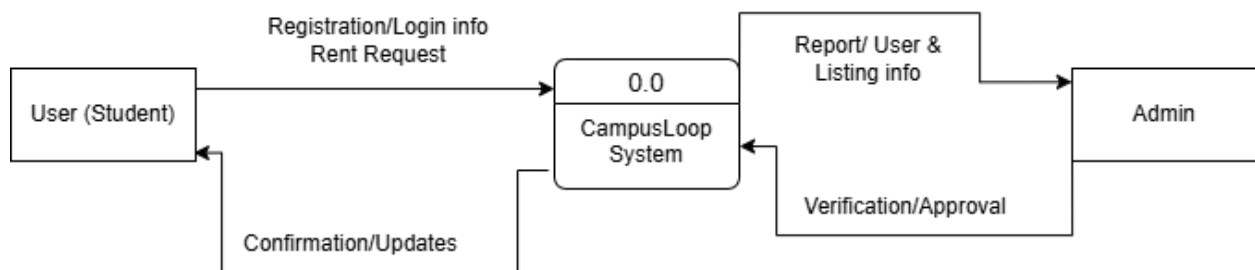 Registration/Login info
Rent Request
Report/ User &
Listing info
0.0
User (Student)
CampusLoop
System
Admin
Verification/Approval
Confirmation/Updates